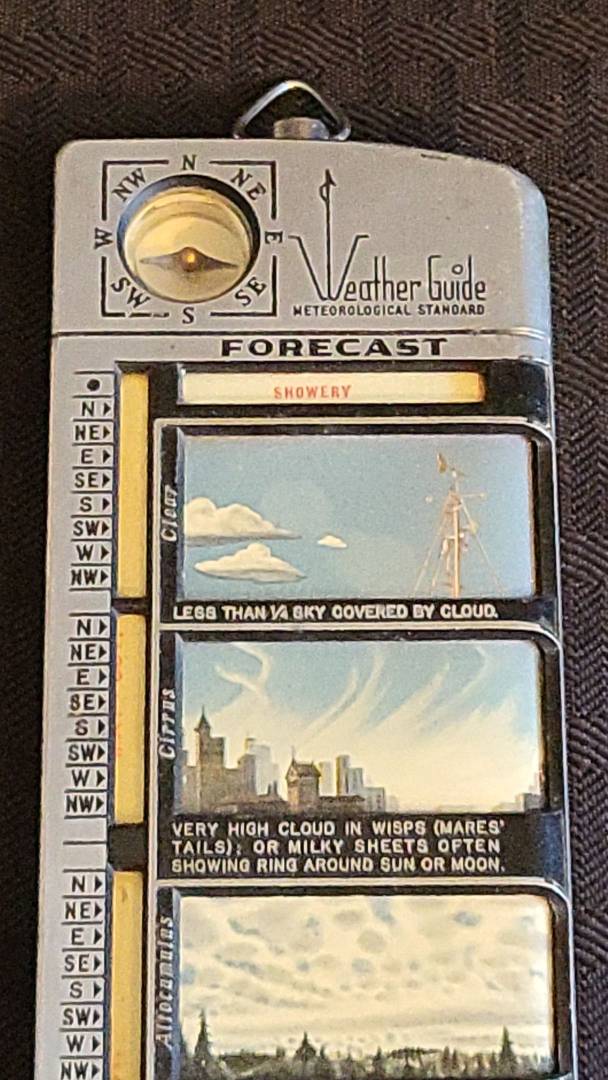 N
NW NE
W E
SW SE
S
Weather Guide
METEOROLOGICAL STANDARD
FORECAST
SHOWERY
N
NE
E
SE
S
SW
W
NW
Clear
LESS THAN ¼ SKY COVERED BY CLOUD.
N
NE
E
SE
S
SW
W
NW
Cirrus
VERY HIGH CLOUD IN WISPS (MARES'
TAILS); OR MILKY SHEETS OFTEN
SHOWING RING AROUND SUN OR MOON.
N
NE
E
SE
S
SW
W
NW
Altocumulus